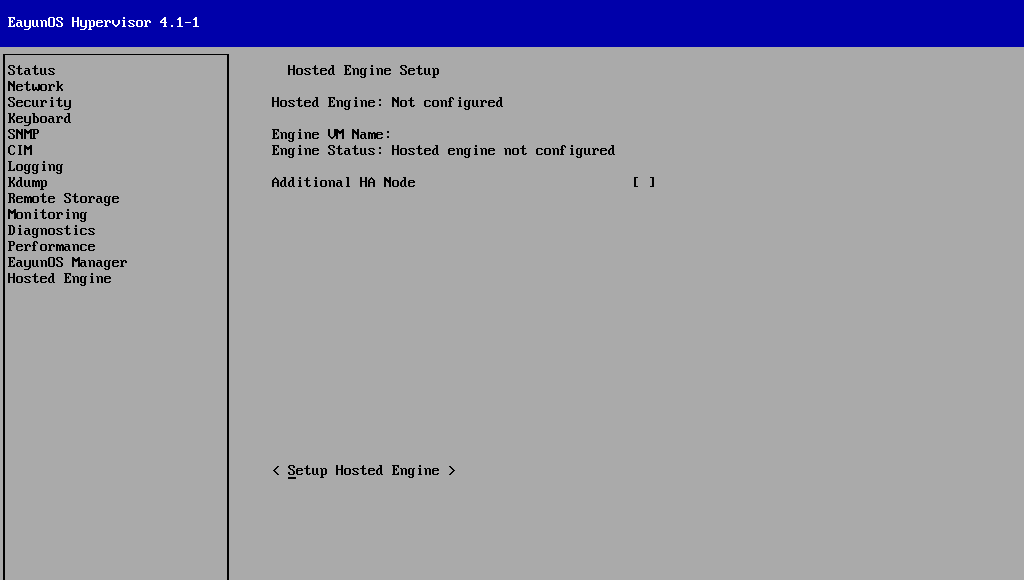 EayunOS Hypervisor 4.1-1
Status
Network
Security
Keyboard
SNMP
CIM
Logging
Kdump
Remote Storage
Monitoring
Diagnostics
Performance
EayunOS Manager
Hosted Engine
Hosted Engine Setup
Hosted Engine: Not configured
Engine VM Name:
Engine Status: Hosted engine not configured
Additional HA Node [ ]
< Setup Hosted Engine >